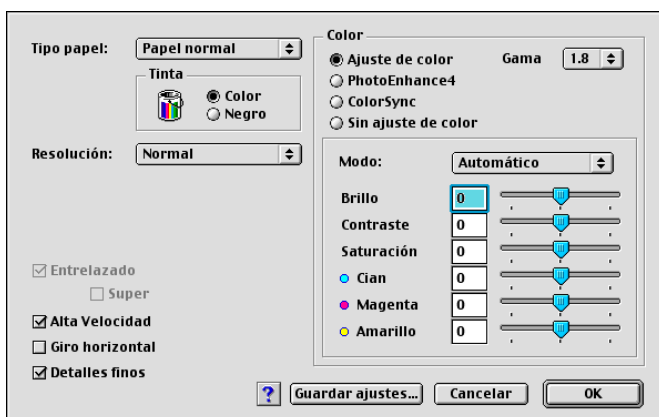 Tipo papel: Papel normal
Tinta
Color
Negro
Resolución: Normal
Entrelazado
Super
Alta Velocidad
Giro horizontal
Detalles finos
Color
Ajuste de color Gama 1.8
PhotoEnhance4
ColorSync
Sin ajuste de color
Modo: Automático
Brillo 0
Contraste 0
Saturación 0
Cian 0
Magenta 0
Amarillo 0
? Guardar ajustes... Cancelar OK